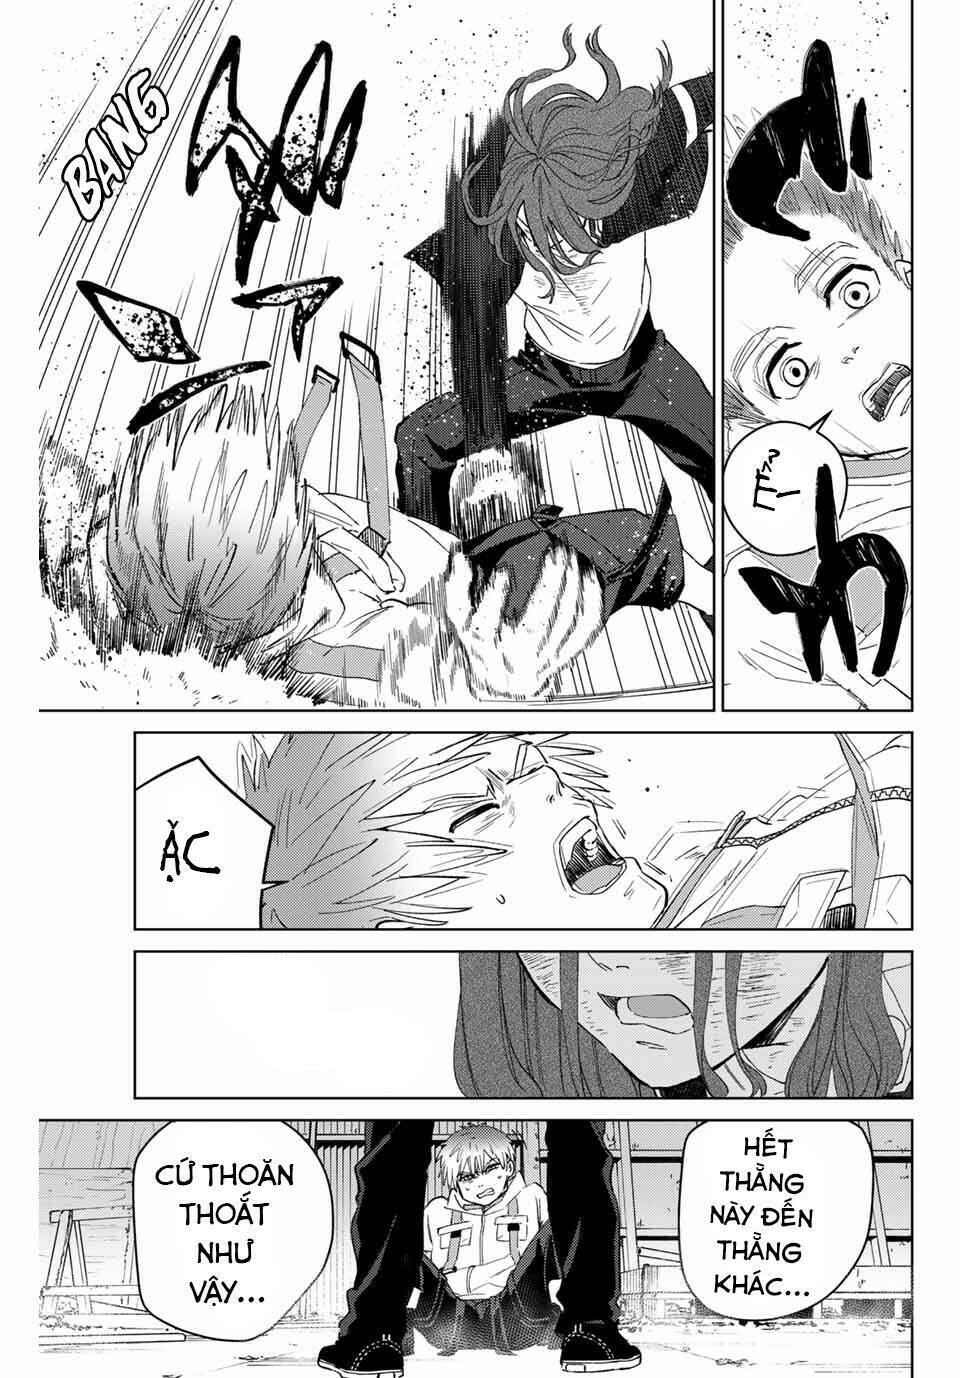 Ể?
BANG
ẶC
HẾT
THẰNG
NÀY ĐẾN
THẰNG
KHÁC...
CỨ THOĂN
THOẮT
NHƯ
VẬY...